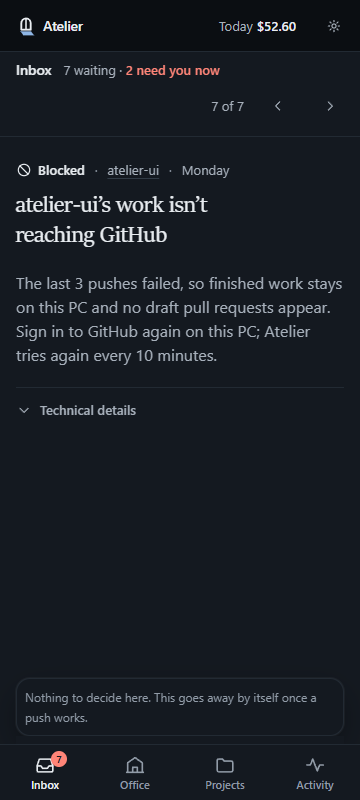 Atelier
Today $52.60
Inbox 7 waiting · 2 need you now
7 of 7
Blocked · atelier-ui · Monday
atelier-ui’s work isn’t
reaching GitHub
The last 3 pushes failed, so finished work stays
on this PC and no draft pull requests appear.
Sign in to GitHub again on this PC; Atelier
tries again every 10 minutes.
Technical details
Nothing to decide here. This goes away by itself once a
push works.
7
Inbox
Office
Projects
Activity